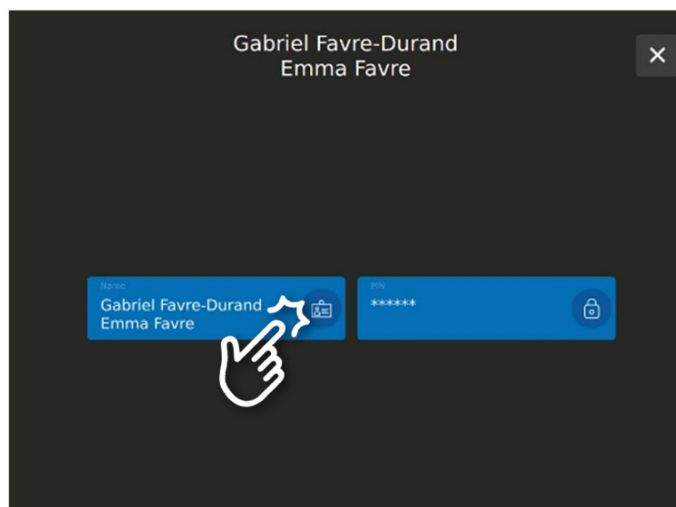 Gabriel Favre-Durand
Emma Favre
Name
Gabriel Favre-Durand
Emma Favre
PIN
******